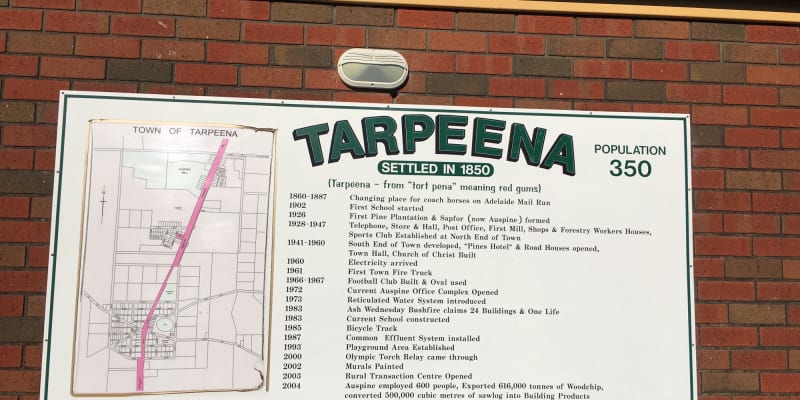 TOWN OF TARPEENA
TARPEENA
SETTLED IN 1850
POPULATION
350
(Tarpeena - from "tort pena" meaning red gums)
1860-1887 Changing place for coach horses on Adelaide Mail Run
1902 First School started
1926 First Pine Plantation & Sapfor (now Auspine) formed
1928-1947 Telephone, Store & Hall, Post Office, First Mill, Shops & Forestry Workers Houses,
Sports Club Established at North End of Town
1941-1960 South End of Town developed, "Pines Hotel" & Road Houses opened,
Town Hall, Church of Christ Built
1960 Electricity arrived
1961 First Town Fire Truck
1966-1967 Football Club Built & Oval used
1972 Current Auspine Office Complex Opened
1973 Reticulated Water System introduced
1983 Ash Wednesday Bushfire claims 24 Buildings & One Life
1983 Current School constructed
1985 Bicycle Track
1987 Common Effluent System installed
1993 Playground Area Established
2000 Olympic Torch Relay came through
2002 Murals Painted
2003 Rural Transaction Centre Opened
2004 Auspine employed 600 people, Exported 616,000 tonnes of Woodchip,
converted 500,000 cubic metres of sawlog into Building Products